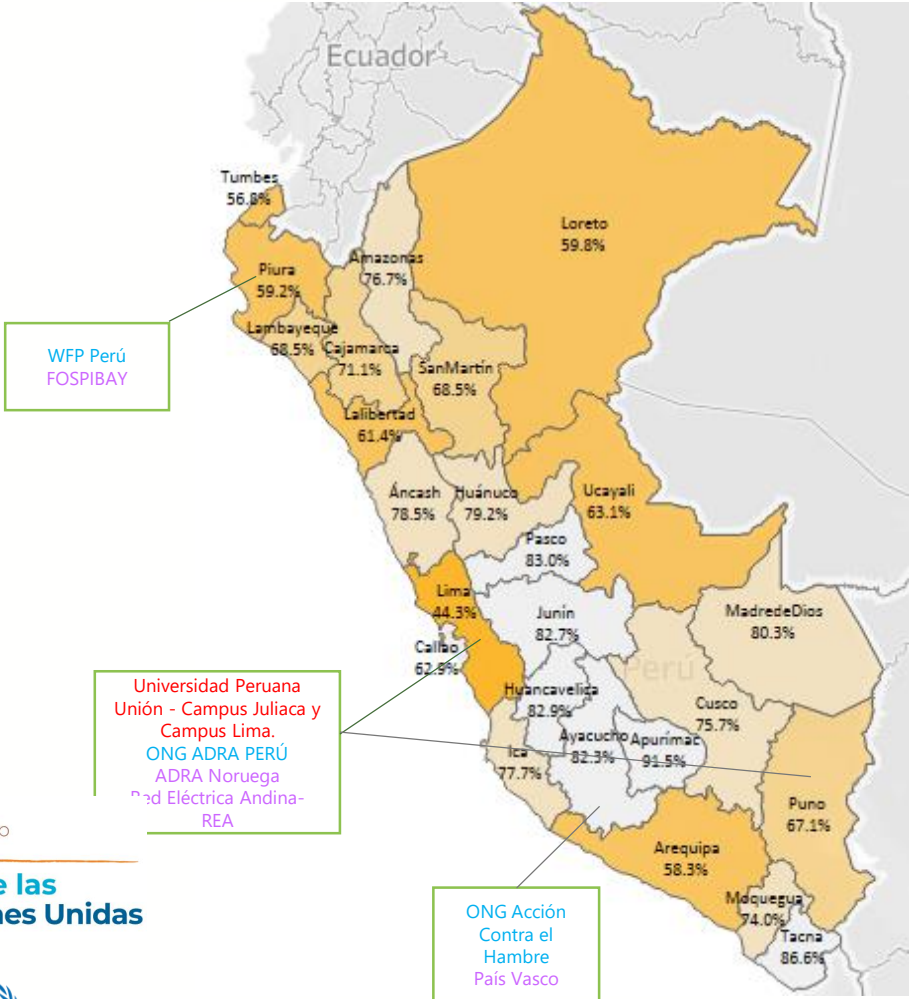 Ecuador
Tumbes
56.8%
Loreto
59.8%
Piura
59.2%
Amazonas
76.7%
Lambayeque
68.5%
Cajamarca
71.1%
SanMartín
68.5%
WFP Perú
FOSPIBAY
Lalibertad
61.4%
Áncash
78.5%
Huánuco
79.2%
Ucayali
63.1%
Pasco
83.0%
Lima
44.3%
Junín
82.7%
MadredeDios
80.3%
Callao
62.9%
Perú
Universidad Peruana
Unión - Campus Juliaca y
Campus Lima.
ONG ADRA PERÚ
ADRA Noruega
Red Eléctrica Andina-
REA
Huancavelica
82.9%
Cusco
75.7%
Ayacucho
82.3%
Apurímac
91.5%
Ica
77.7%
Puno
67.1%
Arequipa
58.3%
Moquegua
74.0%
Tacna
86.6%
e las
nes Unidas
ONG Acción
Contra el
Hambre
País Vasco